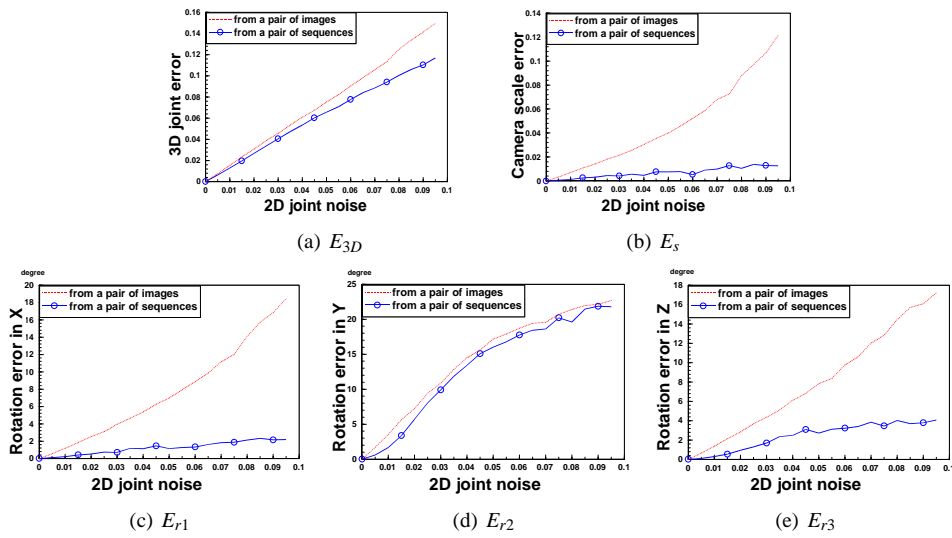 from a pair of images
from a pair of sequences
0.16
0.14
0.12
0.1
0.08
0.06
0.04
0.02
0
3D joint error
0 0.01 0.02 0.03 0.04 0.05 0.06 0.07 0.08 0.09 0.1
2D joint noise
(a) E3D
from a pair of images
from a pair of sequences
0.14
0.12
0.1
0.08
0.06
0.04
0.02
0
Camera scale error
0 0.01 0.02 0.03 0.04 0.05 0.06 0.07 0.08 0.09 0.1
2D joint noise
(b) Es
degree
from a pair of images
from a pair of sequences
20
18
16
14
12
10
8
6
4
2
0
Rotation error in X
0 0.01 0.02 0.03 0.04 0.05 0.06 0.07 0.08 0.09 0.1
2D joint noise
(c) Er1
degree
from a pair of images
from a pair of sequences
25
20
15
10
5
0
Rotation error in Y
0 0.01 0.02 0.03 0.04 0.05 0.06 0.07 0.08 0.09 0.1
2D joint noise
(d) Er2
degree
from a pair of images
from a pair of sequences
18
16
14
12
10
8
6
4
2
0
Rotation error in Z
0 0.01 0.02 0.03 0.04 0.05 0.06 0.07 0.08 0.09 0.1
2D joint noise
(e) Er3